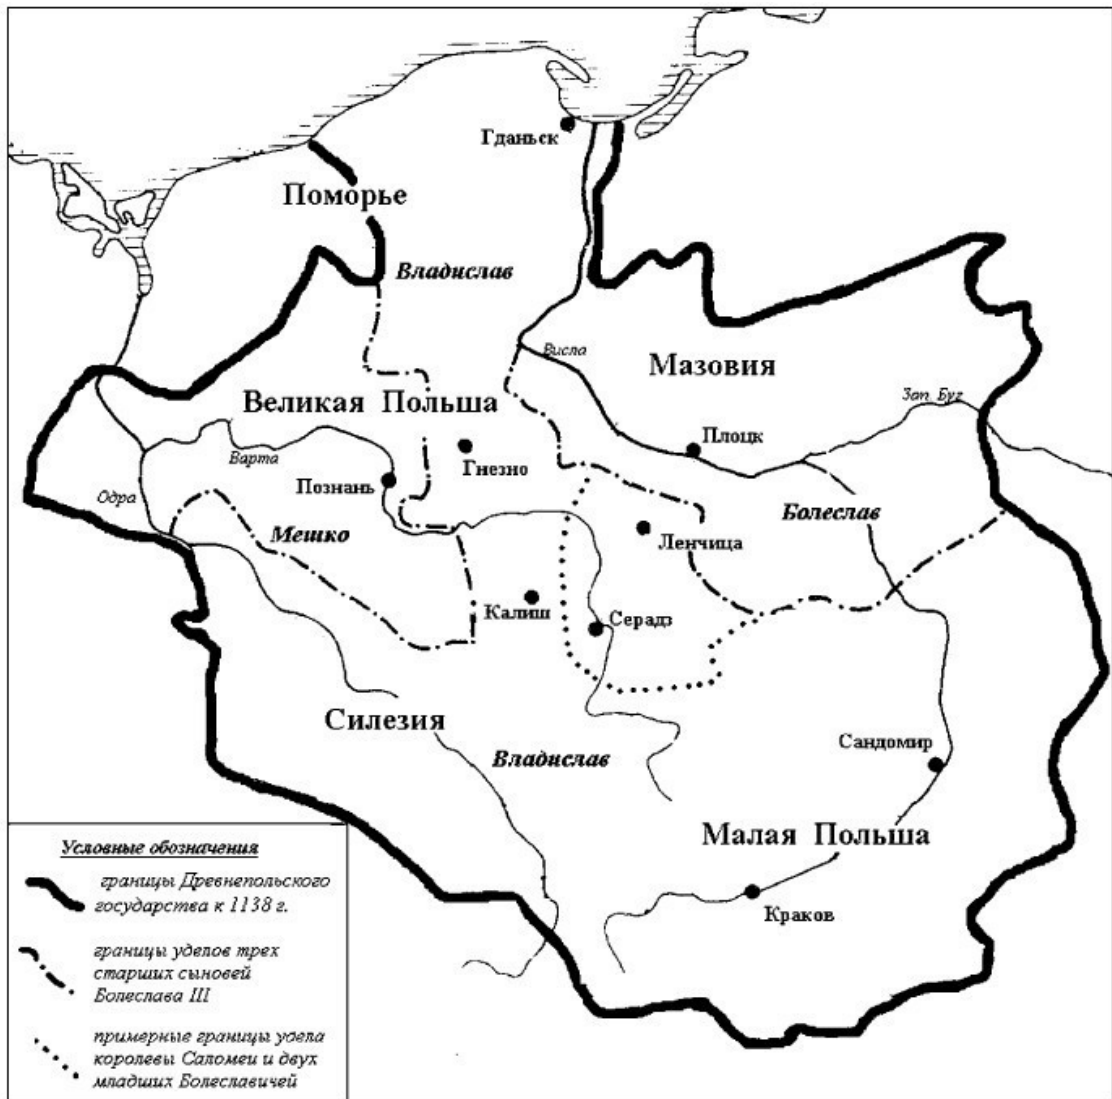 Гданьск
Поморье
Владислав
Висла
Мазовия
Великая Польша
Зап. Буг
Плоцк
Варта
Гнезно
Познань
Одра
Болеслав
Мешко
Ленчица
Калиш
Серадз
Силезия
Сандомир
Владислав
Малая Польша
Краков
Условные обозначения
границы Древнепольского
государства к 1138 г.
границы уделов трех
старших сыновей
Болеслава III
примерные границы удела
королевы Саломеи и двух
младших Болеславичей